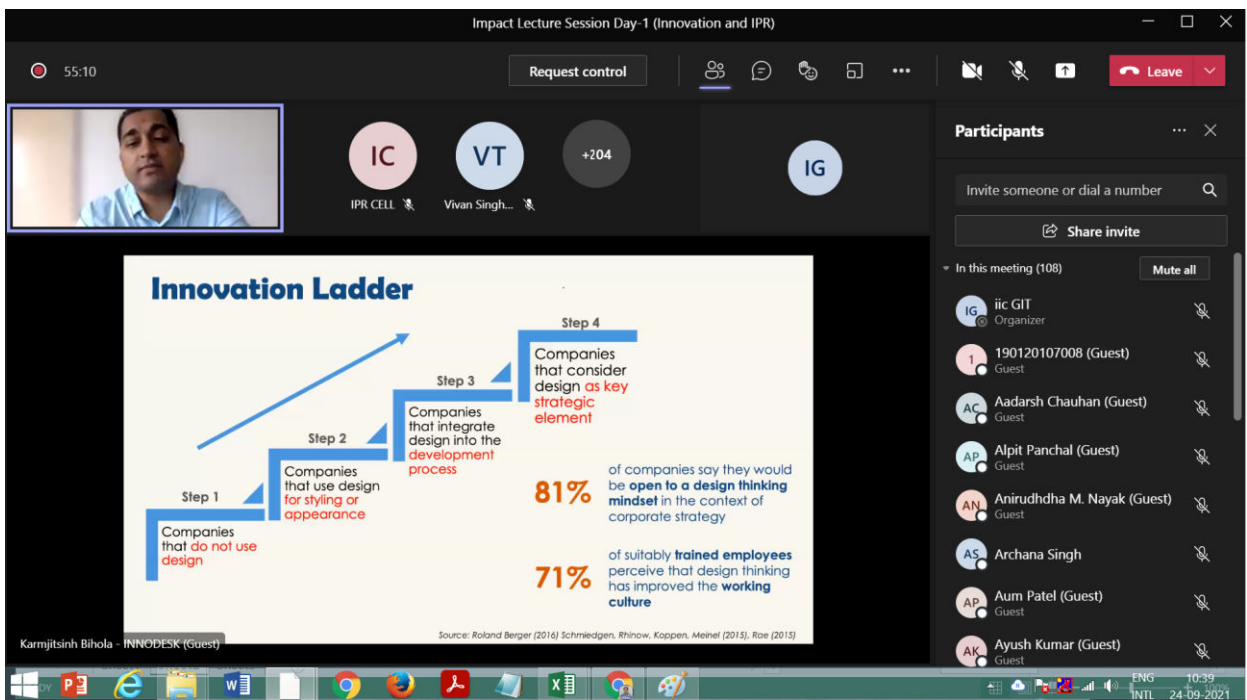 Impact Lecture Session Day-1 (Innovation and IPR)
55:10
Request control
Leave
IC
VT
+204
IG
IPR CELL
Vivan Singh...
Innovation Ladder
Step 1
Companies
that do not use
design
Step 2
Companies
that use design
for styling or
appearance
Step 3
Companies
that integrate
design into the
development
process
Step 4
Companies
that consider
design as key
strategic
element
81%
of companies say they would
be open to a design thinking
mindset in the context of
corporate strategy
71%
of suitably trained employees
perceive that design thinking
has improved the working
culture
Source: Roland Berger (2016) Schmiedgen, Rhinow, Koppen, Meinel (2015), Rae (2015)
Karmjitsinh Bihola - INNODESK (Guest)
Participants
Invite someone or dial a number
Share invite
In this meeting (108)
Mute all
IG
iic GIT
Organizer
1
190120107008 (Guest)
Guest
AC
Aadarsh Chauhan (Guest)
Guest
AP
Alpit Panchal (Guest)
Guest
AN
Anirudhdha M. Nayak (Guest)
Guest
AS
Archana Singh
AP
Aum Patel (Guest)
Guest
AK
Ayush Kumar (Guest)
Guest
ENG
INTL
10:39
24-09-2021